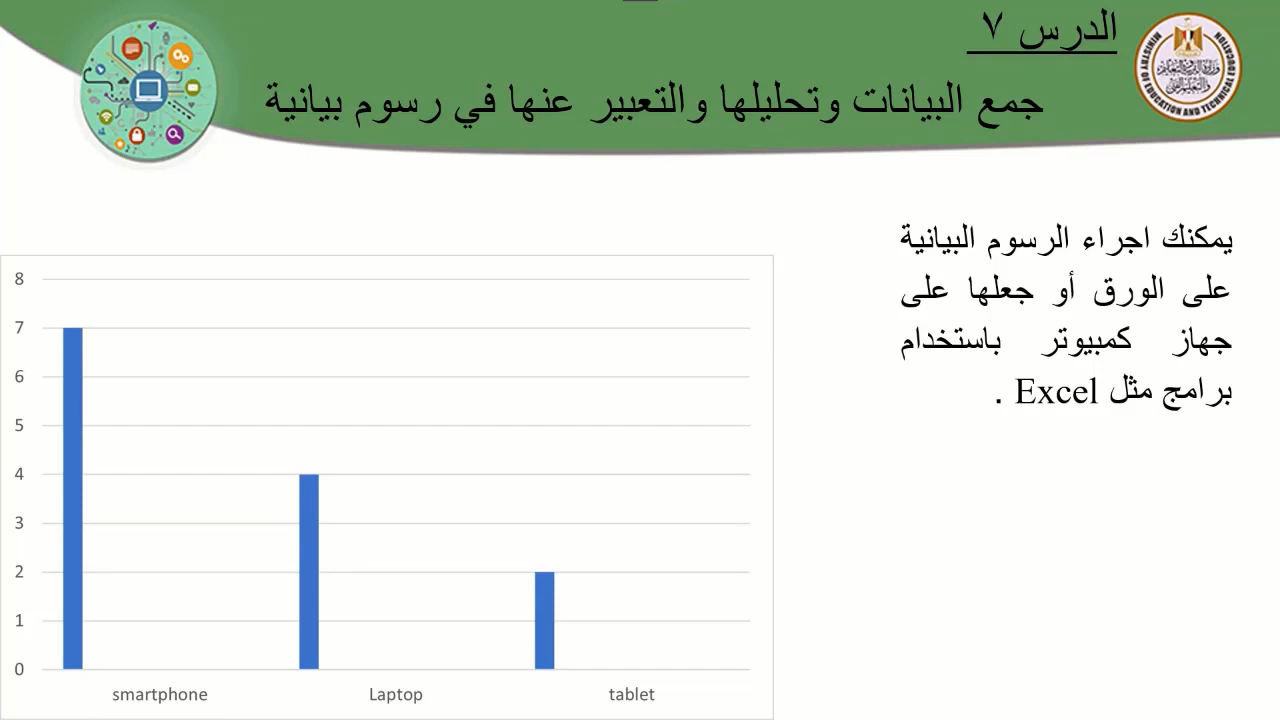 الدرس ٧
جمع البيانات وتحليلها والتعبير عنها في رسوم بيانية
يمكنك اجراء الرسوم البيانية
على الورق أو جعلها على
جهاز كمبيوتر باستخدام
برامج مثل Excel .
8
7
6
5
4
3
2
1
0
smartphone
Laptop
tablet